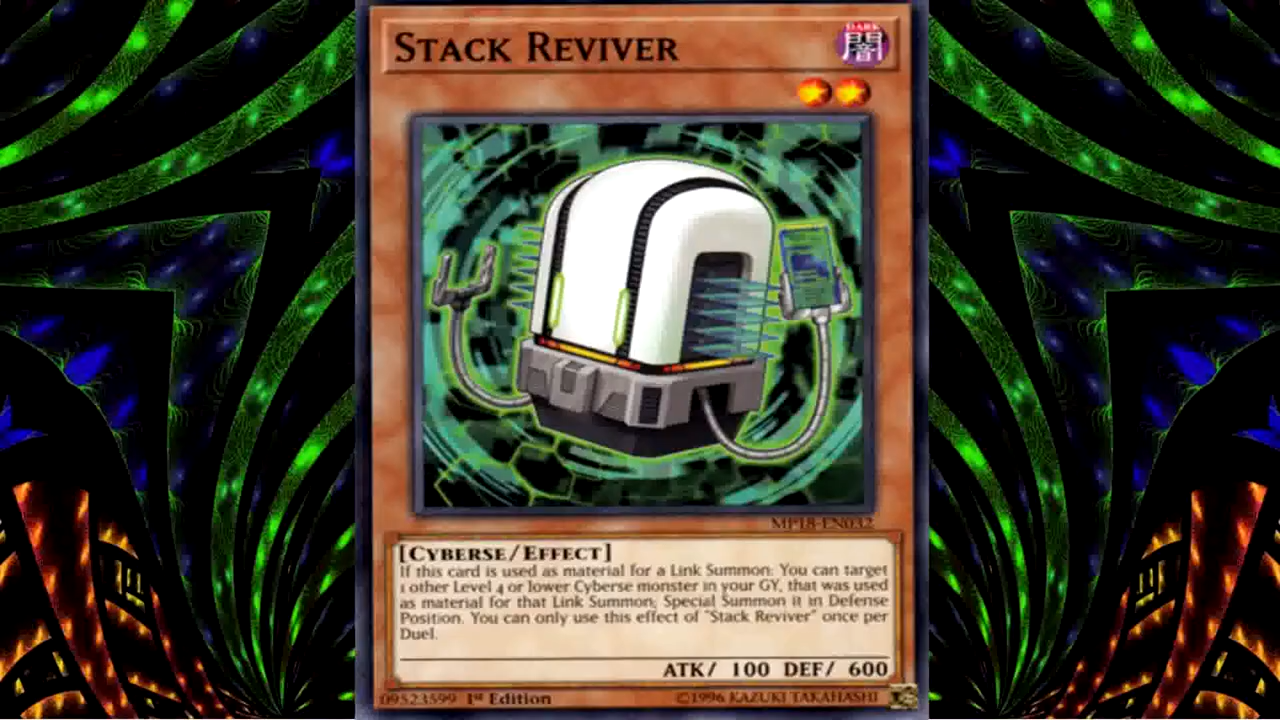 STACK REVIVER
DARK
闇
MP18-EN032
[CYBERSE/EFFECT]
If this card is used as material for a Link Summon: You can target
1 other Level 4 or lower Cyberse monster in your GY, that was used
as material for that Link Summon; Special Summon it in Defense
Position. You can only use this effect of "Stack Reviver" once per
Duel.
ATK/ 100 DEF/ 600
09523599 1st Edition ©1996 KAZUKI TAKAHASHI